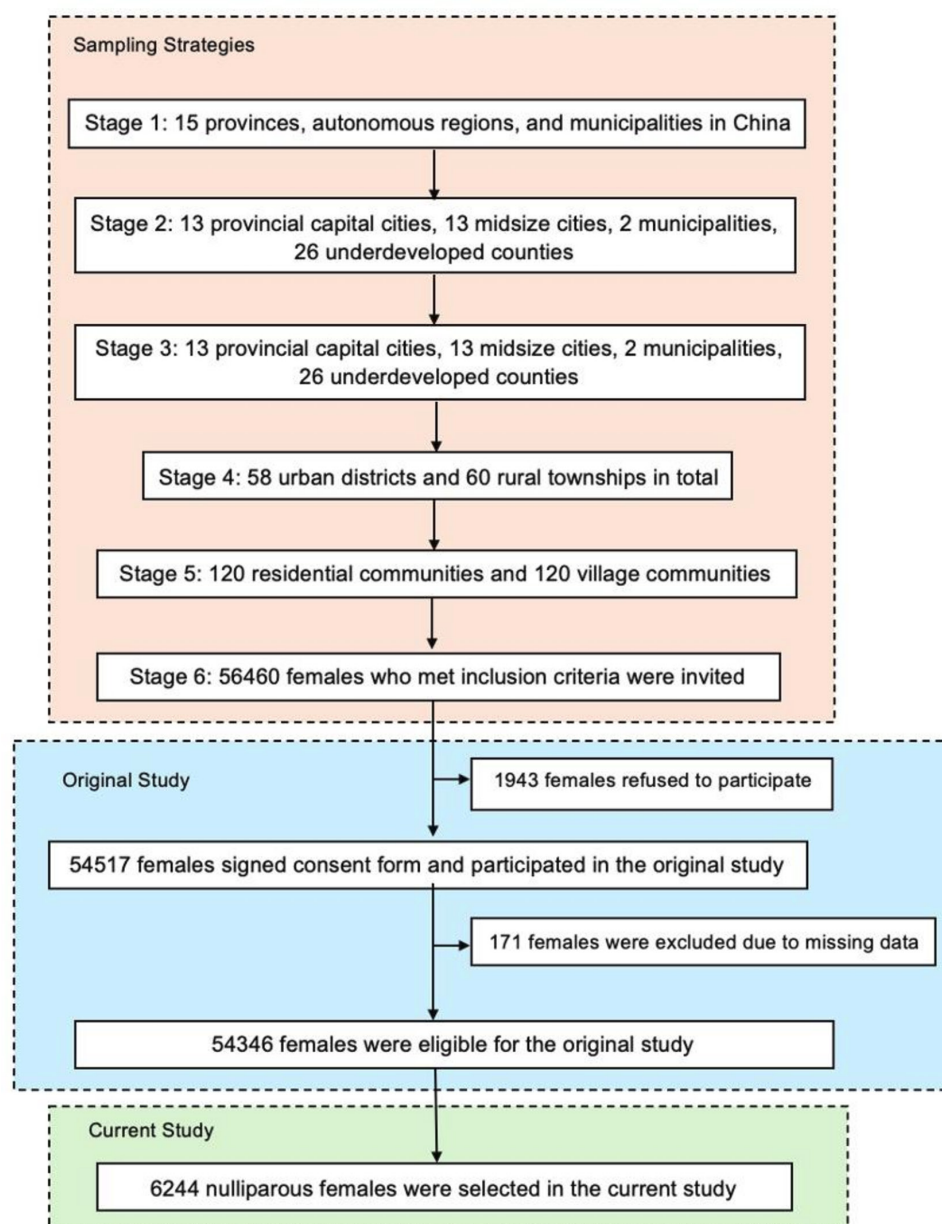 Sampling Strategies
Stage 1: 15 provinces, autonomous regions, and municipalities in China
Stage 2: 13 provincial capital cities, 13 midsize cities, 2 municipalities,
26 underdeveloped counties
Stage 3: 13 provincial capital cities, 13 midsize cities, 2 municipalities,
26 underdeveloped counties
Stage 4: 58 urban districts and 60 rural townships in total
Stage 5: 120 residential communities and 120 village communities
Stage 6: 56460 females who met inclusion criteria were invited
Original Study
1943 females refused to participate
54517 females signed consent form and participated in the original study
171 females were excluded due to missing data
54346 females were eligible for the original study
Current Study
6244 nulliparous females were selected in the current study